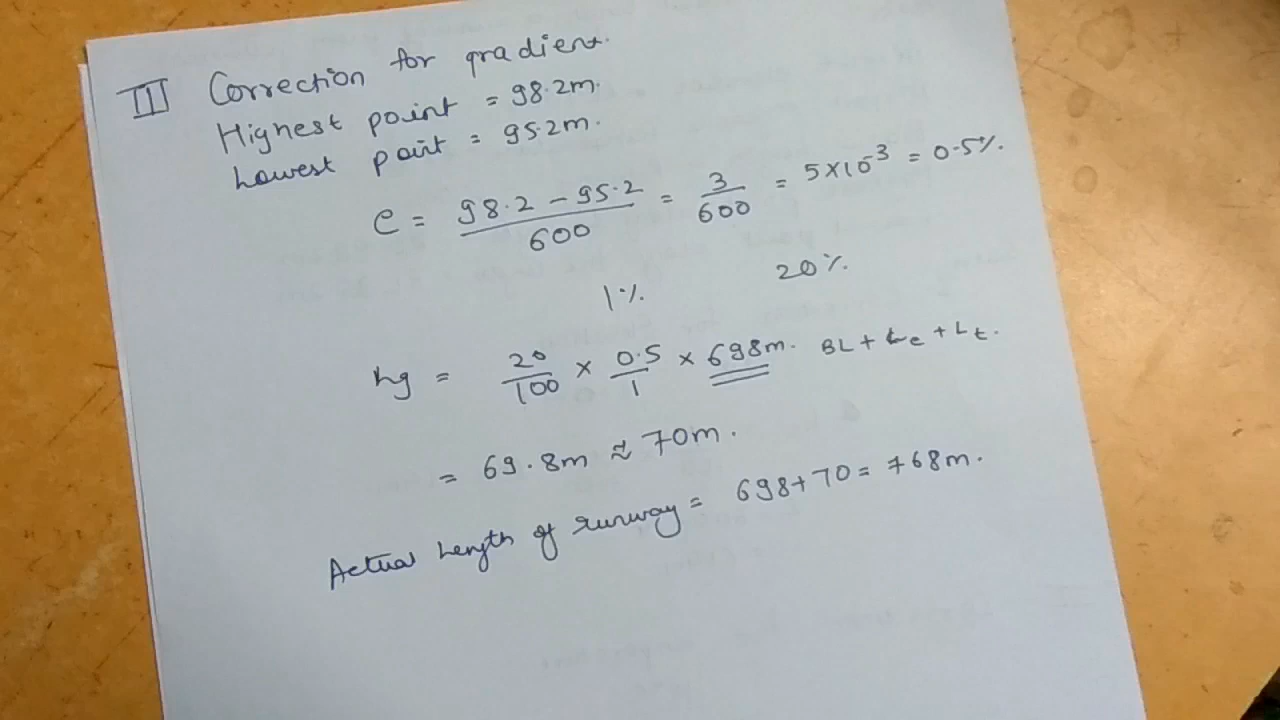 III Correction for gradient.
Highest point = 98.2m.
Lowest point = 95.2m.
e = 98.2 - 95.2 / 600 = 3 / 600 = 5×10^-3 = 0.5%
1% 20%
hg = 20/100 × 0.5/1 × 698m. BL + Le + Lt.
= 69.8m ≈ 70m.
Actual Length of runway = 698+70 = 768m.